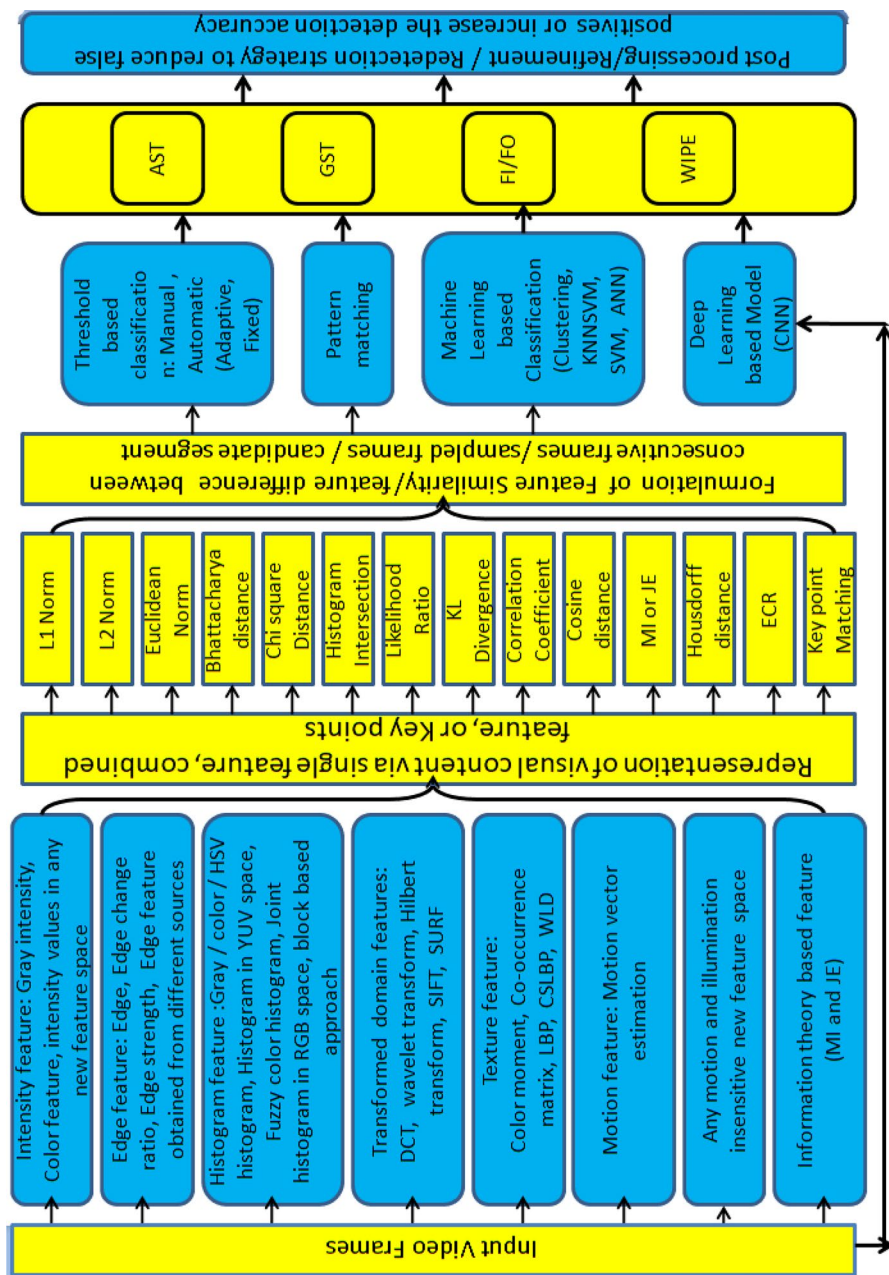 Input Video Frames
Intensity feature: Gray intensity,
Color feature, intensity values in any
new feature space
Edge feature: Edge, Edge change
ratio, Edge strength, Edge feature
obtained from different sources
Histogram feature :Gray / color / HSV
histogram, Histogram in YUV space,
Fuzzy color histogram, Joint
histogram in RGB space, block based
approach
Transformed domain features:
DCT, wavelet transform, Hilbert
transform, SIFT, SURF
Texture feature:
Color moment, Co-occurrence
matrix, LBP, CSLBP, WLD
Motion feature: Motion vector
estimation
Any motion and illumination
insensitive new feature space
Information theory based feature
(MI and JE)
Representation of visual content via single feature, combined,
feature, or Key points
L1 Norm
L2 Norm
Euclidean
Norm
Bhattacharya
distance
Chi square
Distance
Histogram
Intersection
Likelihood
Ratio
KL
Divergence
Correlation
Coefficient
Cosine
distance
MI or JE
Housdorff
distance
ECR
Key point
Matching
Formulation of Feature Similarity/feature difference between
consecutive frames /sampled frames / candidate segment
Threshold
based
classificatio
n: Manual ,
Automatic
(Adaptive,
Fixed)
Pattern
matching
Machine
Learning based
Classification
(Clustering,
KNNSVM,
SVM, ANN)
Deep
Learning
based Model
(CNN)
AST
GST
FI/FO
WIPE
Post processing/Refinement / Redetection strategy to reduce false
positives or increase the detection accuracy